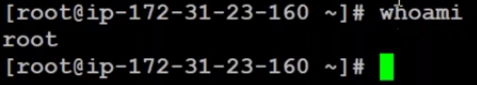 [root@ip-172-31-23-160 ~]# whoami
root
[root@ip-172-31-23-160 ~]#